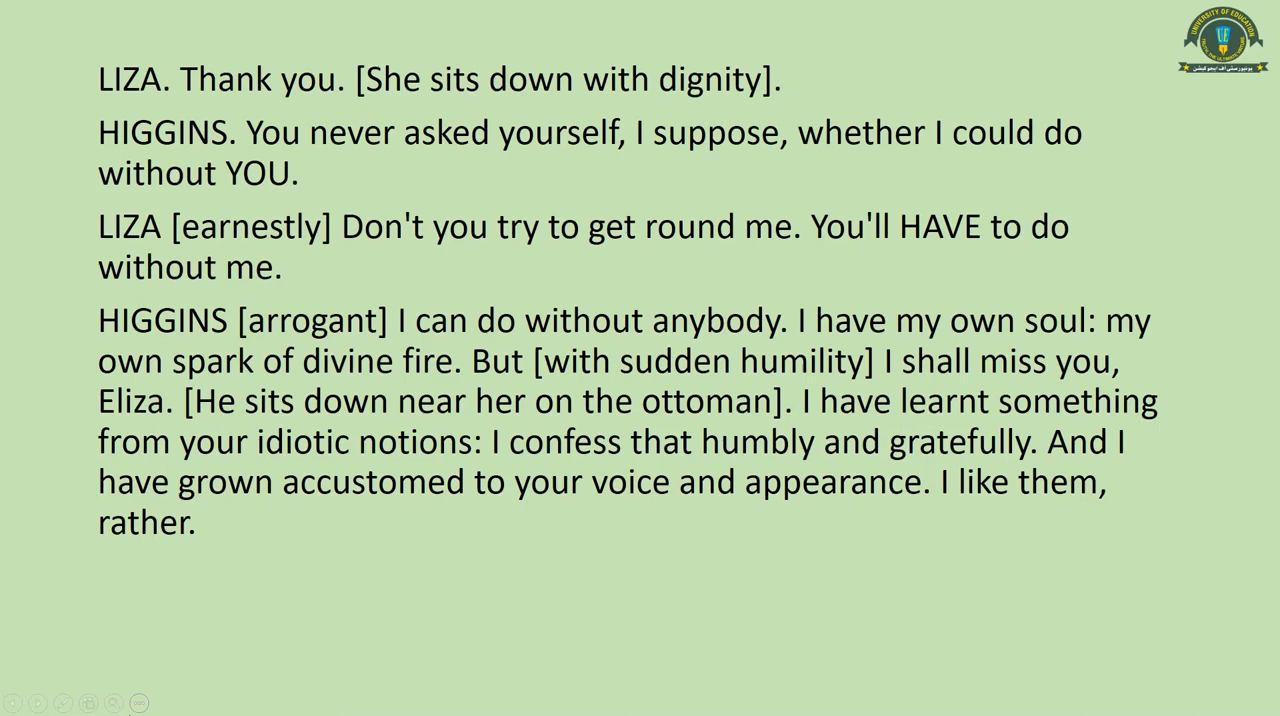 UNIVERSITY OF EDUCATION
UE
یونیورسٹی آف ایجوکیشن
LIZA. Thank you. [She sits down with dignity].
HIGGINS. You never asked yourself, I suppose, whether I could do
without YOU.
LIZA [earnestly] Don't you try to get round me. You'll HAVE to do
without me.
HIGGINS [arrogant] I can do without anybody. I have my own soul: my
own spark of divine fire. But [with sudden humility] I shall miss you,
Eliza. [He sits down near her on the ottoman]. I have learnt something
from your idiotic notions: I confess that humbly and gratefully. And I
have grown accustomed to your voice and appearance. I like them,
rather.